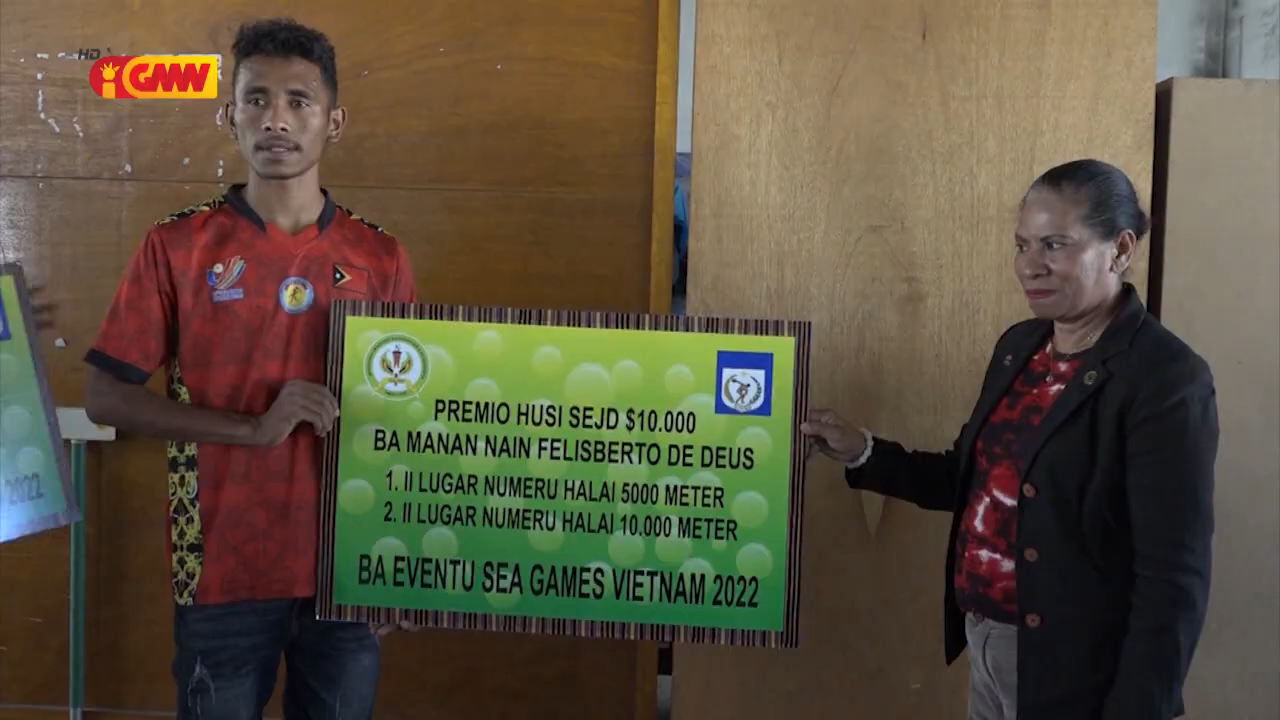 HD
GMN
PREMIO HUSI SEJD $10.000
BA MANAN NAIN FELISBERTO DE DEUS
1. II LUGAR NUMERU HALAI 5000 METER
2. II LUGAR NUMERU HALAI 10.000 METER
BA EVENTU SEA GAMES VIETNAM 2022
2022